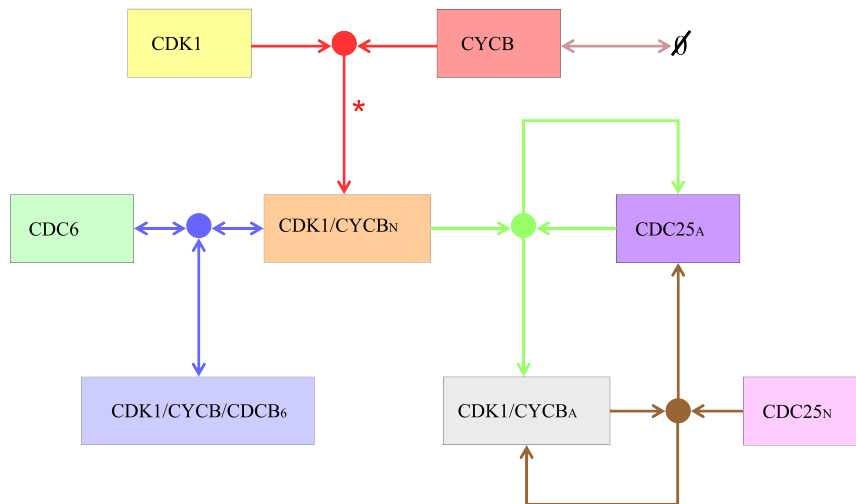 CDK1
CYCB
∅
*
CDC6
CDK1/CYCBN
CDC25A
CDK1/CYCB/CDCB6
CDK1/CYCBA
CDC25N